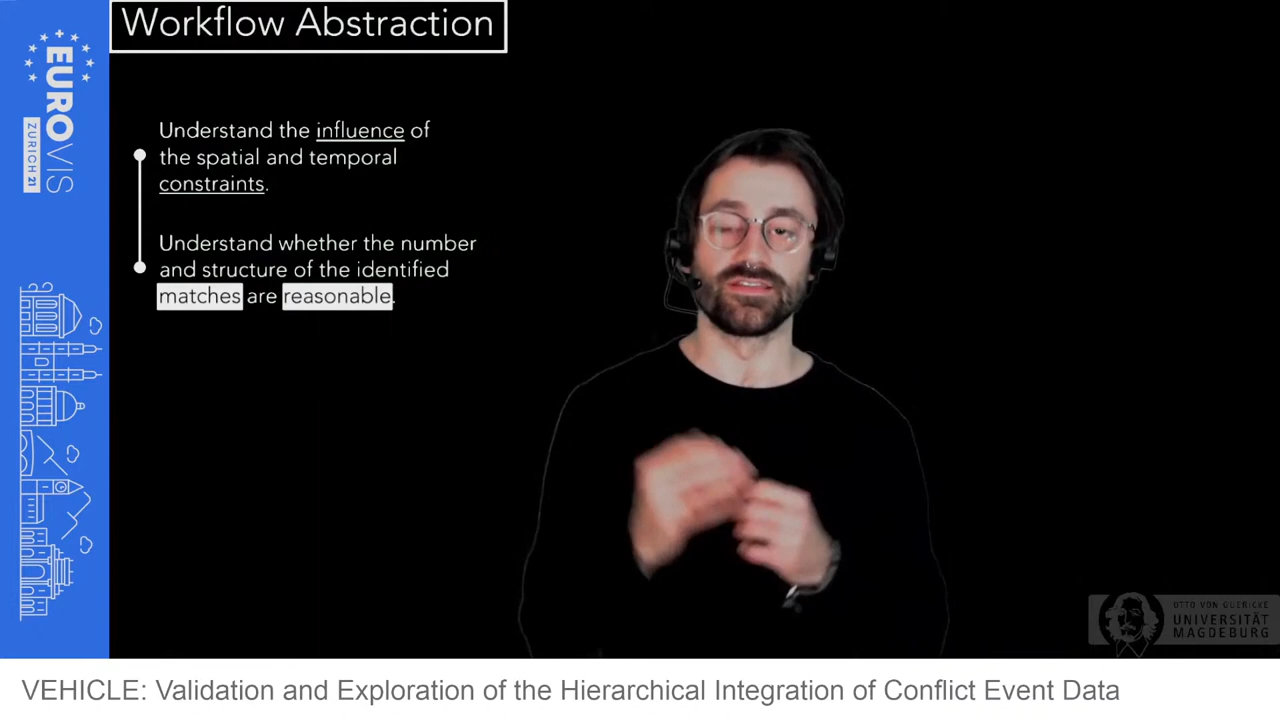 Workflow Abstraction
EUROVIS
ZURICH 21
Understand the influence of
the spatial and temporal
constraints.
Understand whether the number
and structure of the identified
matches are reasonable.
OTTO VON GUERICKE
UNIVERSITÄT
MAGDEBURG
VEHICLE: Validation and Exploration of the Hierarchical Integration of Conflict Event Data